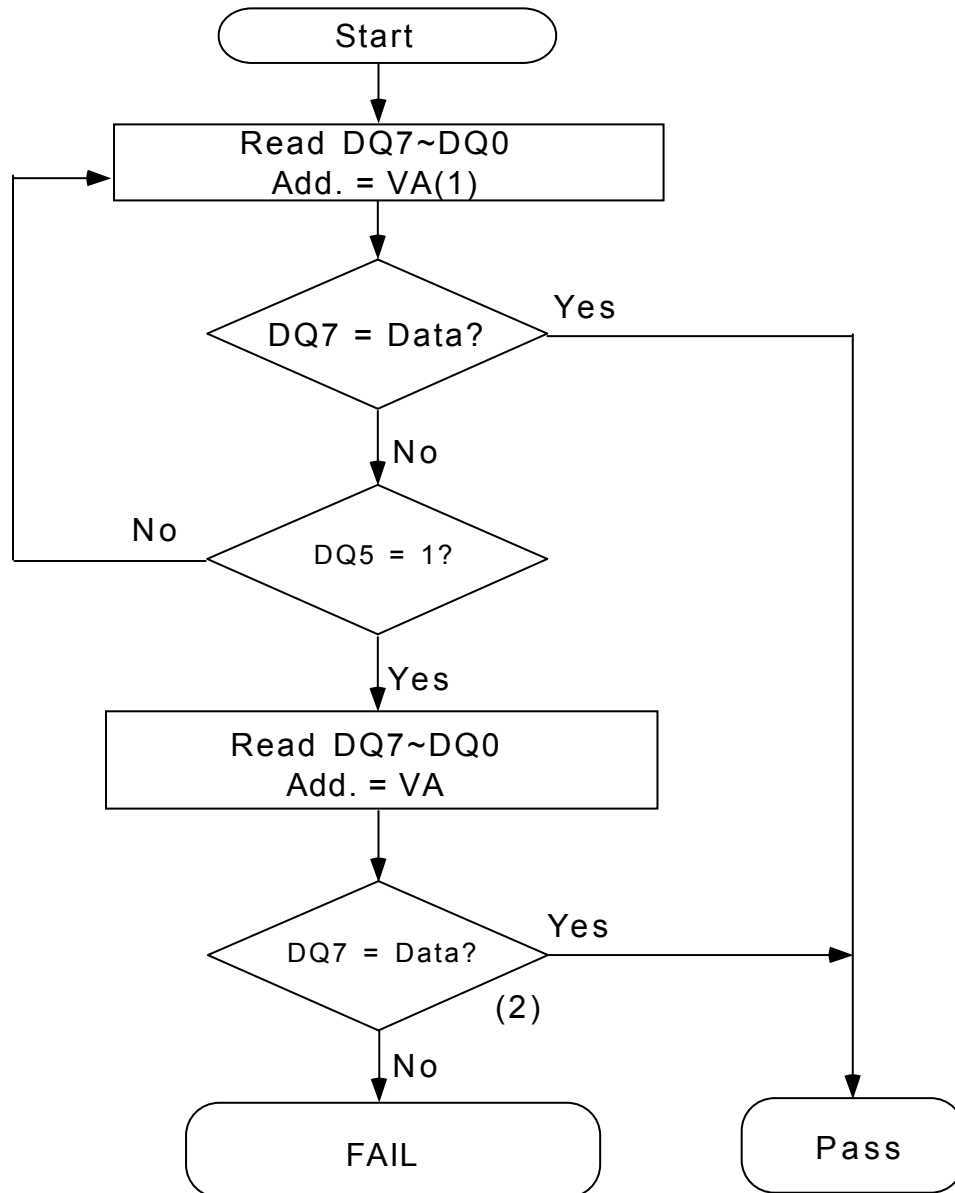 Start
Read DQ7~DQ0
Add. = VA(1)
DQ7 = Data?
Yes
No
DQ5 = 1?
No
Yes
Read DQ7~DQ0
Add. = VA
DQ7 = Data?
Yes
(2)
No
FAIL
Pass